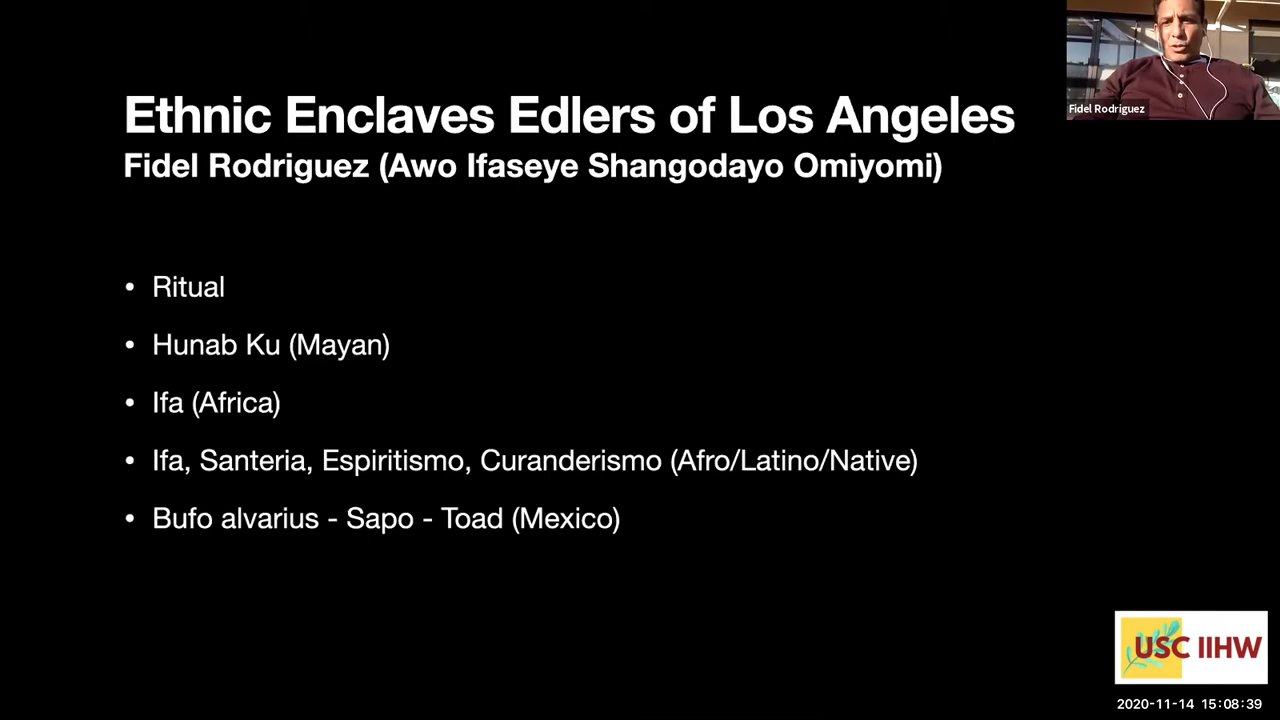 Fidel Rodriguez
Ethnic Enclaves Edlers of Los Angeles
Fidel Rodriguez (Awo Ifaseye Shangodayo Omiyomi)
• Ritual
• Hunab Ku (Mayan)
• Ifa (Africa)
• Ifa, Santeria, Espiritismo, Curanderismo (Afro/Latino/Native)
• Bufo alvarius - Sapo - Toad (Mexico)
USC IIHW
2020-11-14 15:08:39